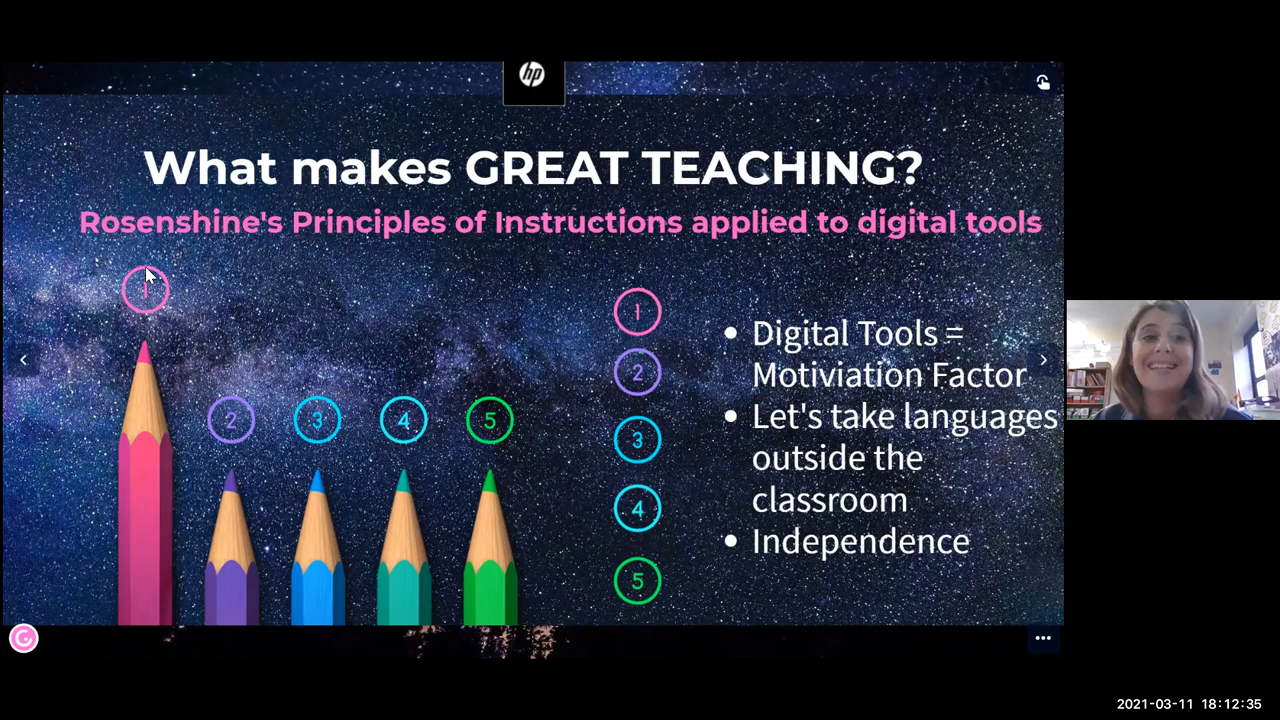 hp
What makes GREAT TEACHING?
Rosenshine's Principles of Instructions applied to digital tools
1
2
3
4
5
1
2
3
4
5
• Digital Tools =
Motiviation Factor
• Let's take languages
outside the
classroom
• Independence
2021-03-11 18:12:35